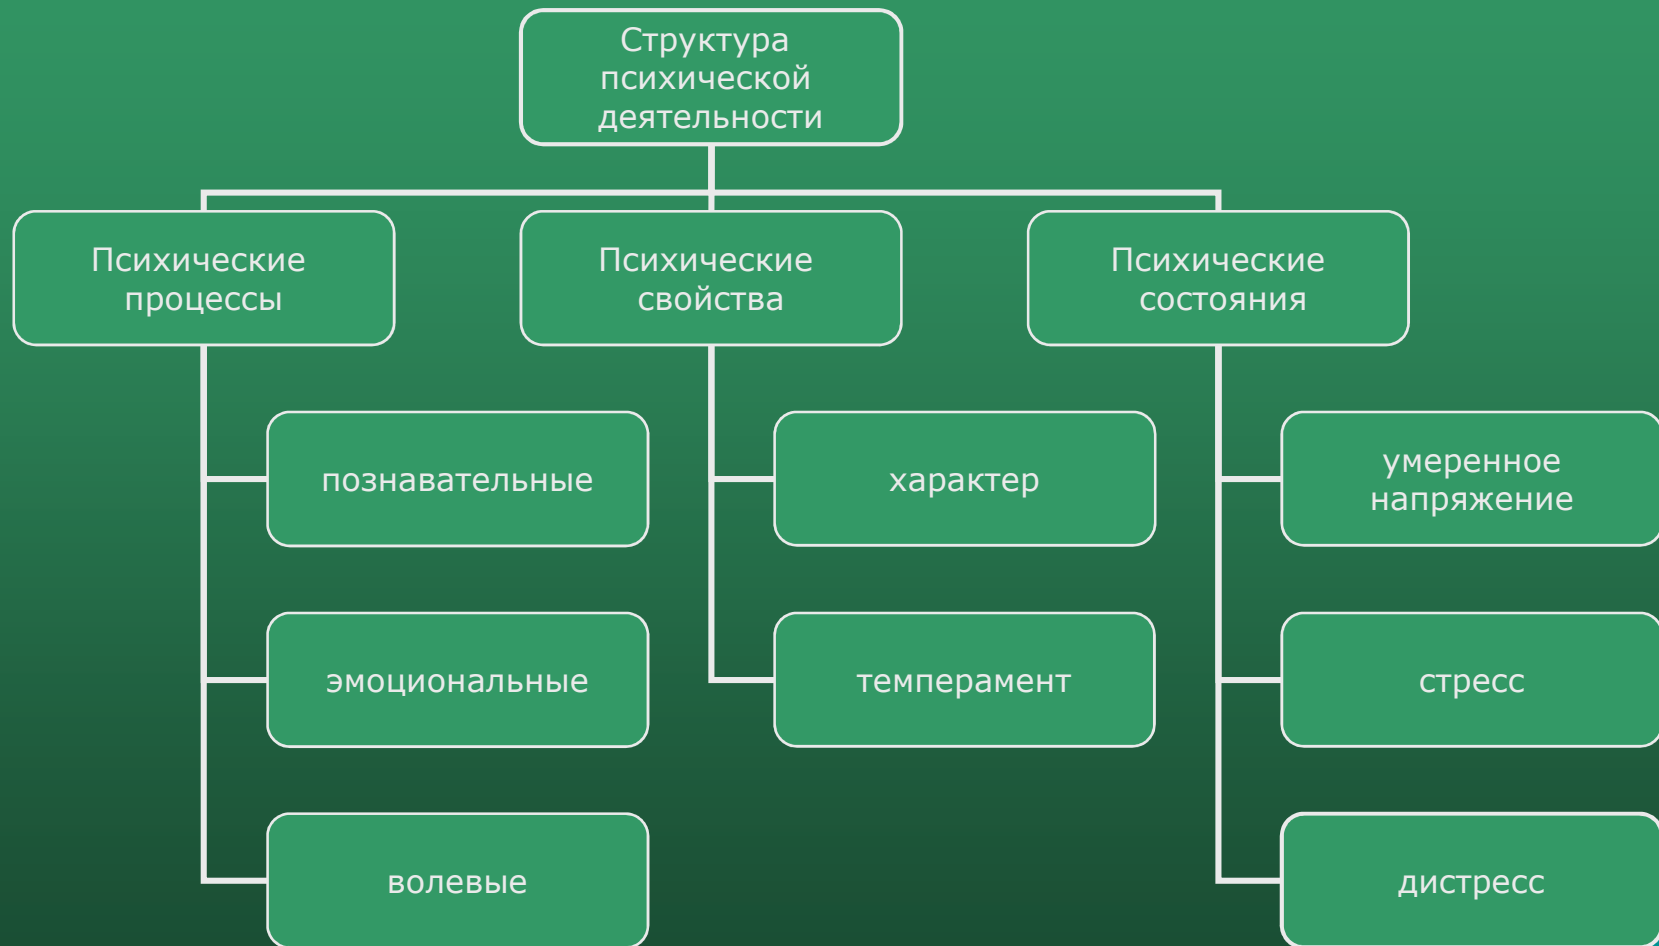 Структура
психической
деятельности
Психические
процессы
Психические
свойства
Психические
состояния
познавательные
характер
умеренное
напряжение
эмоциональные
темперамент
стресс
волевые
дистресс